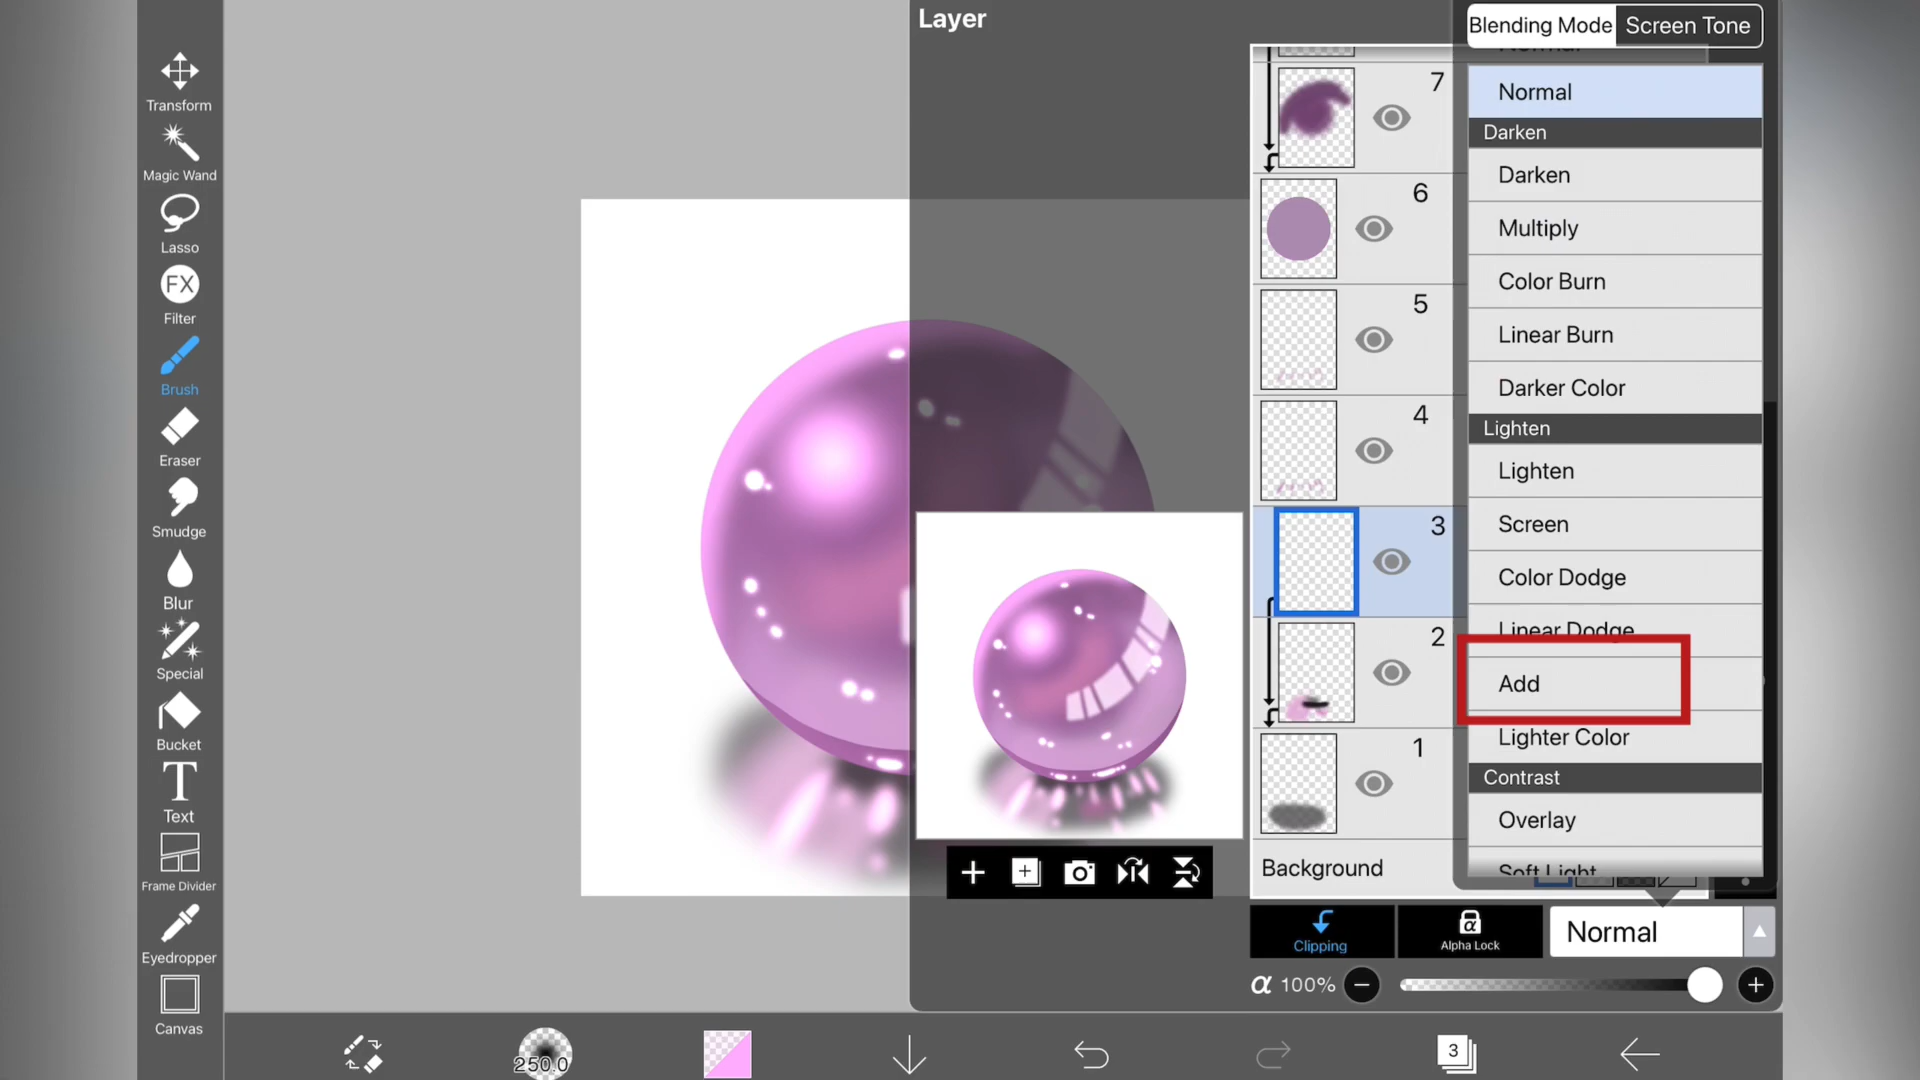 Transform
Magic Wand
Lasso
FX
Filter
Brush
Eraser
Smudge
Blur
Special
Bucket
T
Text
Frame Divider
Eyedropper
Canvas
Layer
7
6
5
4
3
2
1
Background
Blending Mode
Screen Tone
Normal
Darken
Darken
Multiply
Color Burn
Linear Burn
Darker Color
Lighten
Lighten
Screen
Color Dodge
Linear Dodge
Add
Lighter Color
Contrast
Overlay
Soft Light
Clipping
α
Alpha Lock
Normal
α 100%
250.0
3